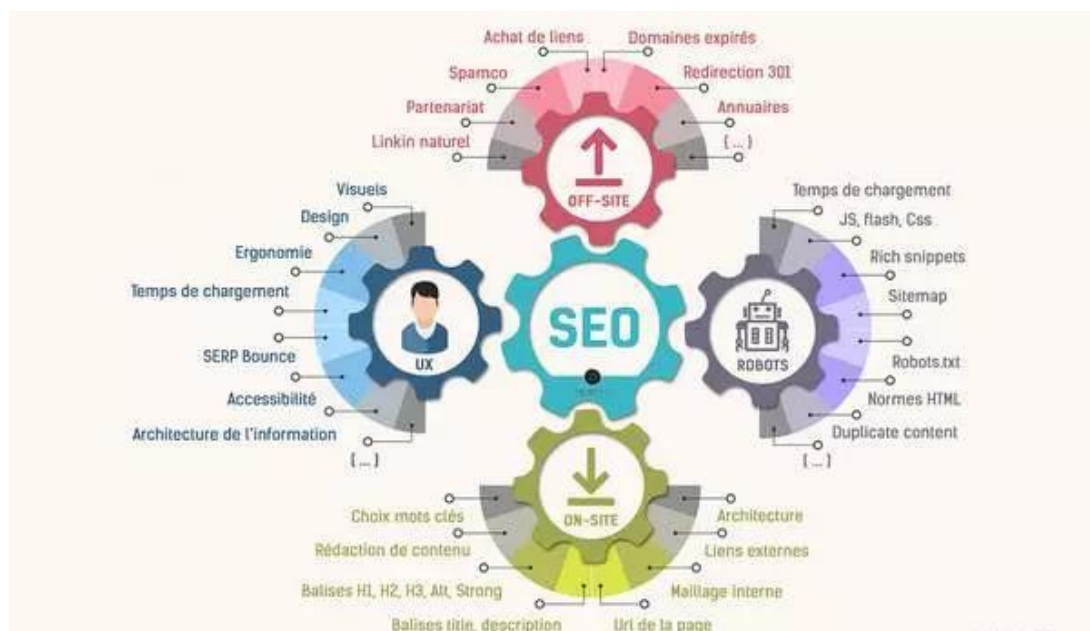 Achat de liens
Domaines expirés
Spamco
Redirection 301
Partenariat
Annuaires
Linkin naturel
{ ... }
OFF-SITE
Visuels
Design
Ergonomie
Temps de chargement
SERP Bounce
Accessibilité
Architecture de l'information
{ ... }
UX
SEO
Temps de chargement
JS, flash, Css
Rich snippets
Sitemap
Robots.txt
Normes HTML
Duplicate content
{ ... }
ROBOTS
ON-SITE
Choix mots clés
Rédaction de contenu
Balises H1, H2, H3, Alt, Strong
Balises title, description
Architecture
Liens externes
Maillage interne
Url de la page